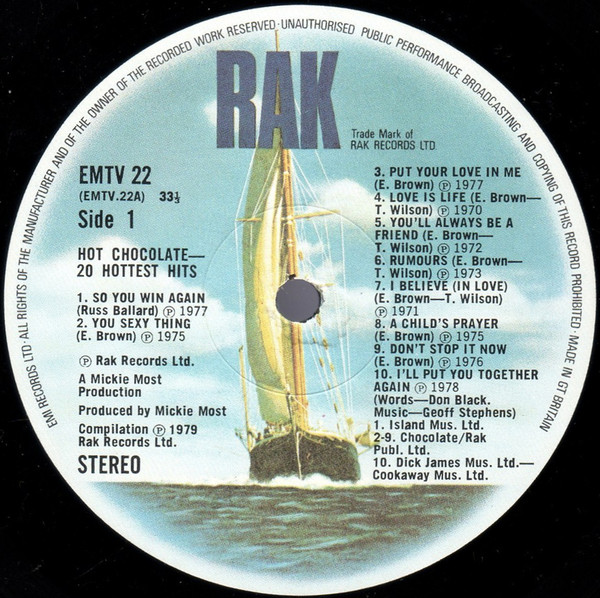 EMI RECORDS LTD·ALL RIGHTS OF THE MANUFACTURER AND OF THE OWNER OF THE RECORDED WORK RESERVED·UNAUTHORISED PUBLIC PERFORMANCE BROADCASTING AND COPYING OF THIS RECORD PROHIBITED·MADE IN GT BRITAIN
RAK
Trade Mark of
RAK RECORDS LTD.
EMTV 22
(EMTV.22A) 33⅓
Side 1
HOT CHOCOLATE—
20 HOTTEST HITS
1. SO YOU WIN AGAIN
(Russ Ballard) ℗ 1977
2. YOU SEXY THING
(E. Brown) ℗ 1975
℗ Rak Records Ltd.
A Mickie Most
Production
Produced by Mickie Most
Compilation ℗ 1979
Rak Records Ltd.
STEREO
3. PUT YOUR LOVE IN ME
(E. Brown) ℗ 1977
4. LOVE IS LIFE (E. Brown—
T. Wilson) ℗ 1970
5. YOU'LL ALWAYS BE A
FRIEND (E. Brown—
T. Wilson) ℗ 1972
6. RUMOURS (E. Brown—
T. Wilson) ℗ 1973
7. I BELIEVE (IN LOVE)
(E. Brown—T. Wilson)
℗ 1971
8. A CHILD'S PRAYER
(E. Brown) ℗ 1975
9. DON'T STOP IT NOW
(E. Brown) ℗ 1976
10. I'LL PUT YOU TOGETHER
AGAIN ℗ 1978
(Words—Don Black.
Music—Geoff Stephens)
1. Island Mus. Ltd.
2-9. Chocolate/Rak
Publ. Ltd.
10. Dick James Mus. Ltd.—
Cookaway Mus. Ltd.